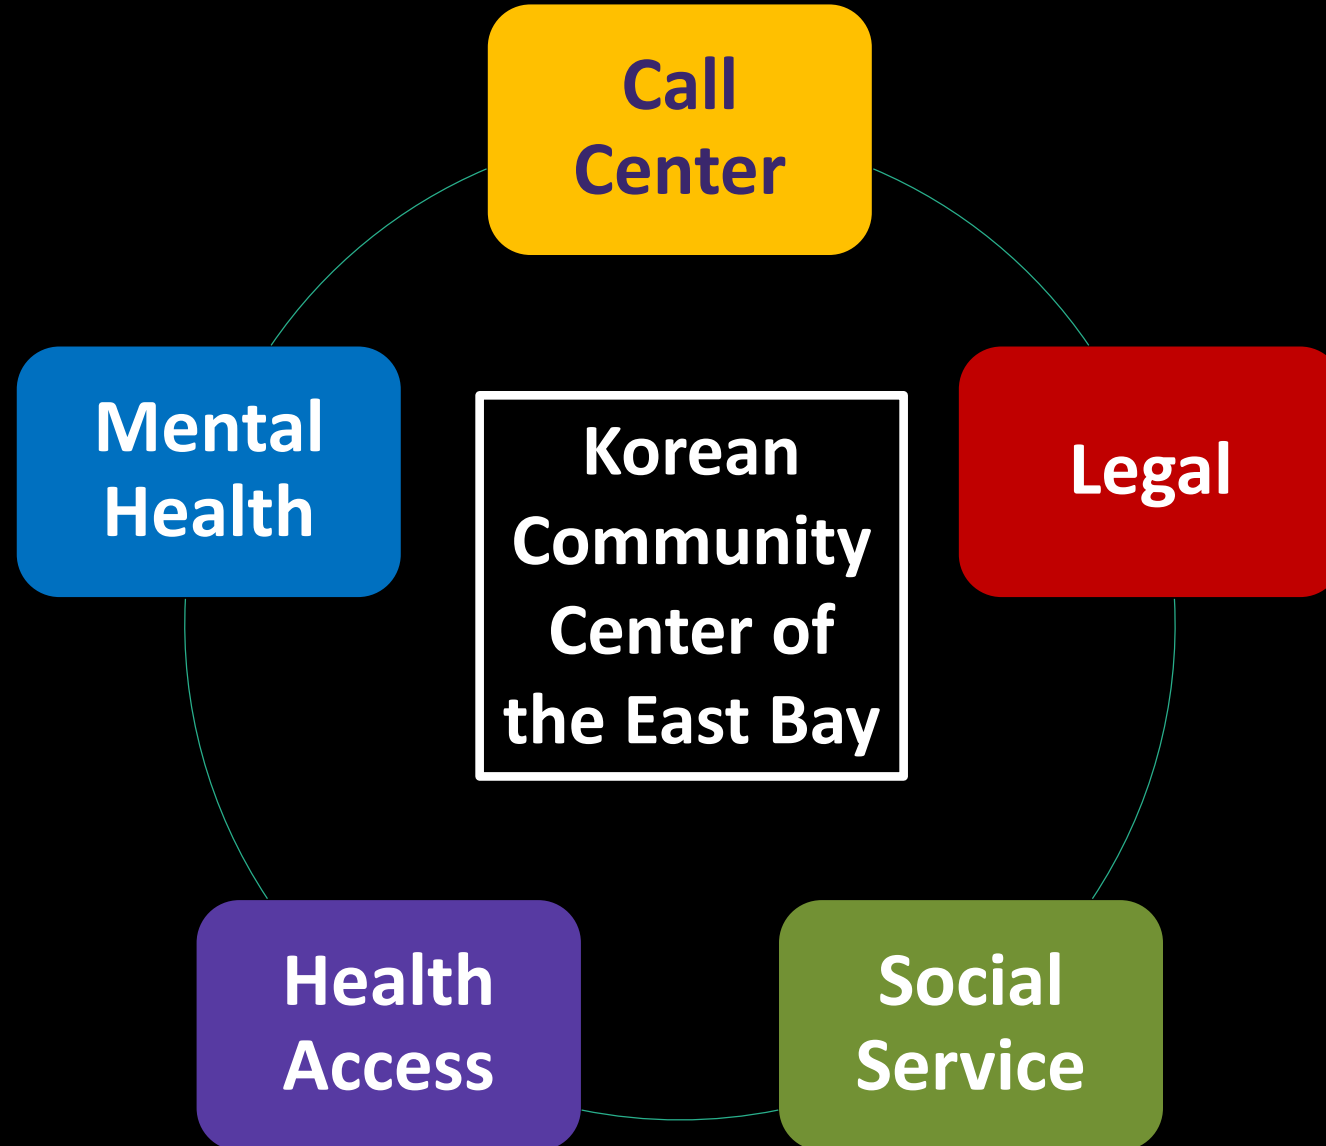 Call
Center
Mental
Health
Korean
Community
Center of
the East Bay
Legal
Health
Access
Social
Service